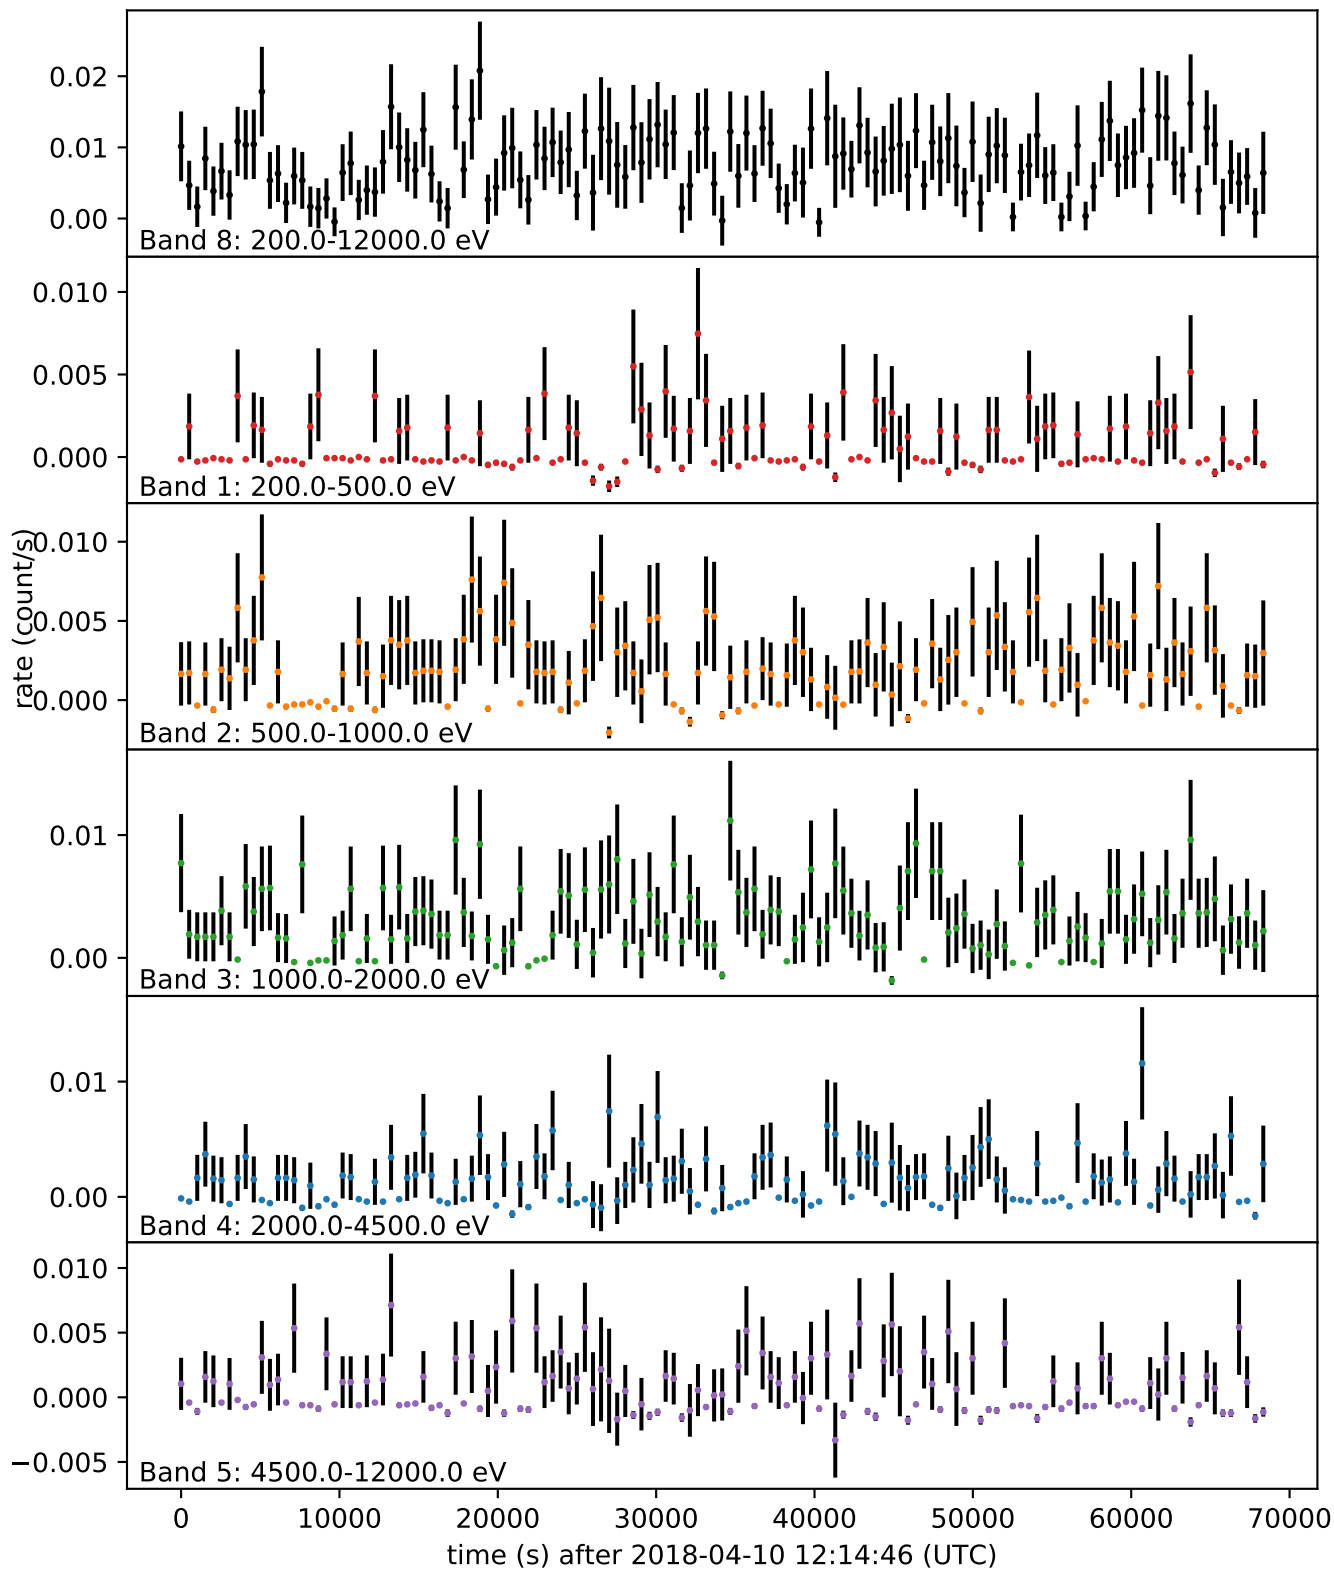 0.02
0.01
0.00
Band 8: 200.0-12000.0 eV
0.010
0.005
0.000
Band 1: 200.0-500.0 eV
rate (count/s)
0.010
0.005
0.000
Band 2: 500.0-1000.0 eV
0.01
0.00
Band 3: 1000.0-2000.0 eV
0.01
0.00
Band 4: 2000.0-4500.0 eV
0.010
0.005
0.000
−0.005
Band 5: 4500.0-12000.0 eV
0 10000 20000 30000 40000 50000 60000 70000
time (s) after 2018-04-10 12:14:46 (UTC)